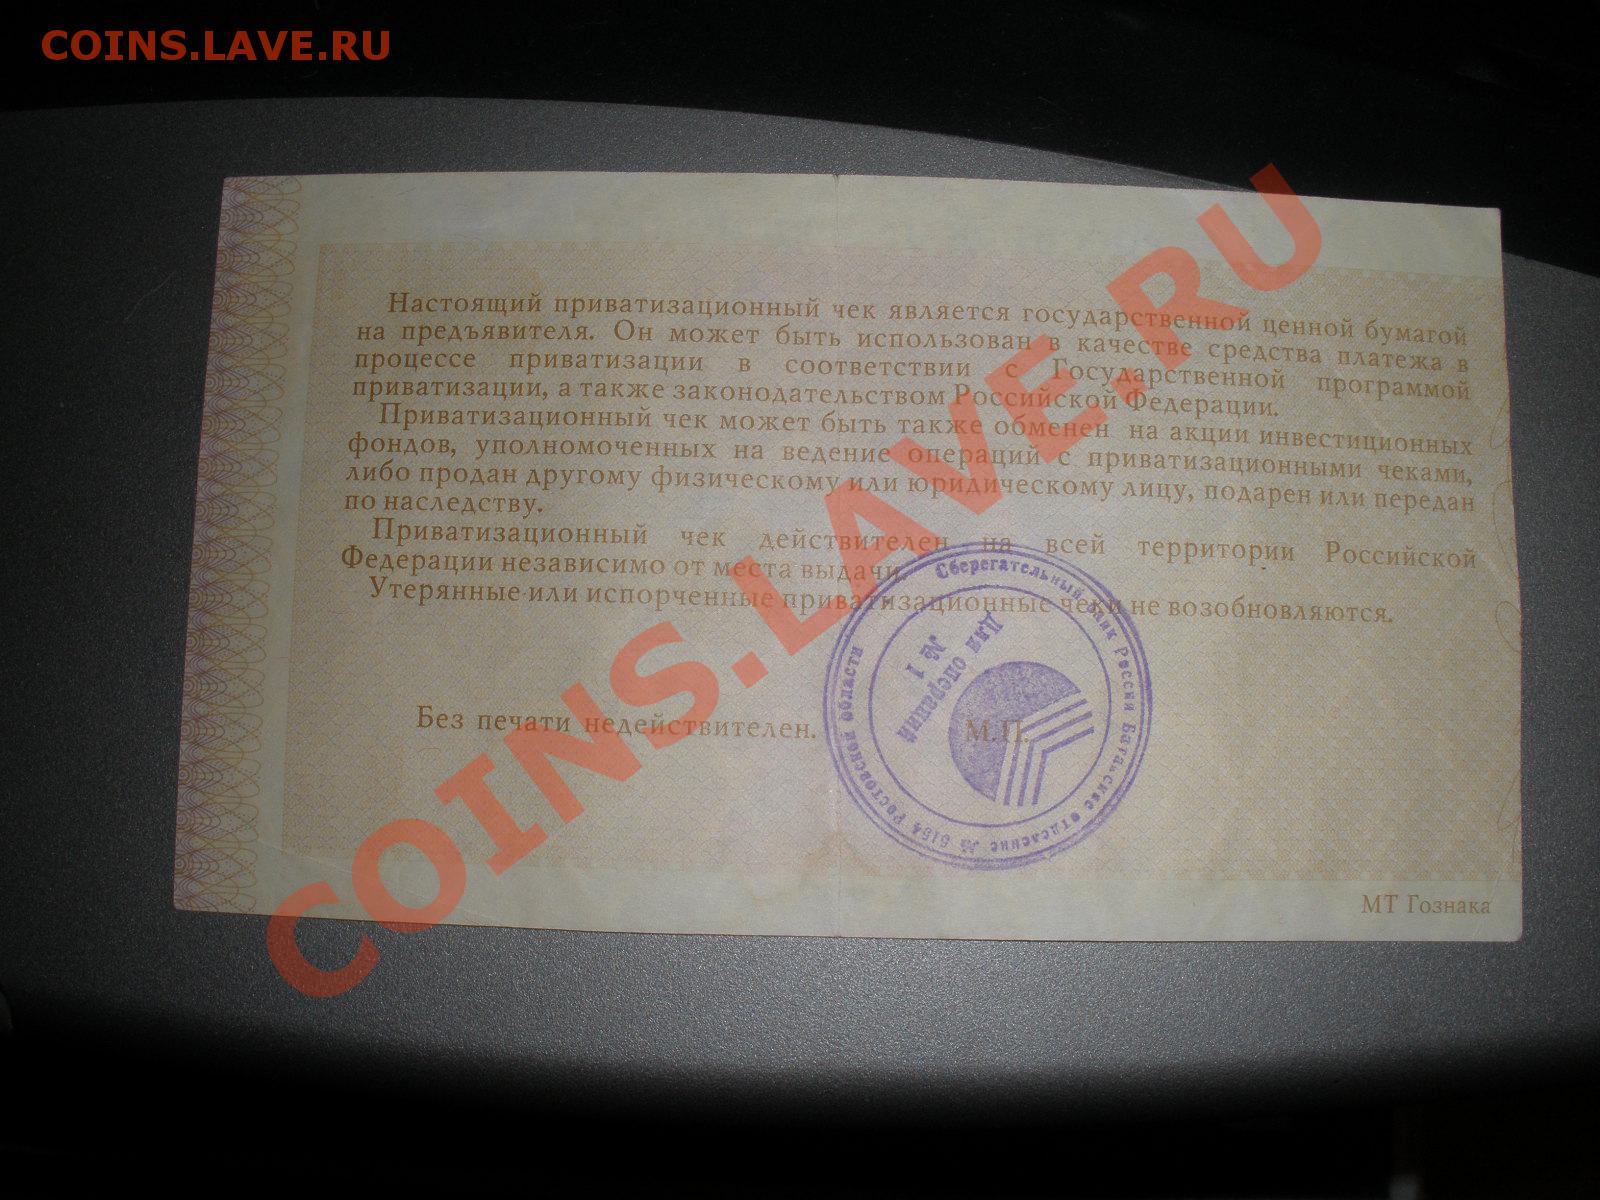 COINS.LAVE.RU
Настоящий приватизационный чек является государственной ценной бумагой
на предъявителя. Он может быть использован в качестве средства платежа в
процессе приватизации в соответствии с Государственной программой
приватизации, а также законодательством Российской Федерации.
Приватизационный чек может быть также обменен на акции инвестиционных
фондов, уполномоченных на ведение операций с приватизационными чеками,
либо продан другому физическому или юридическому лицу, подарен или передан
по наследству.
Приватизационный чек действителен на всей территории Российской
Федерации независимо от места выдачи.
Утерянные или испорченные приватизационные чеки не возобновляются.
Без печати недействителен.
М.П.
Сберегательный банк России Батайское отделение № 5154 Ростовской области
Для операций
№ 1
МТ Гознака
COINS.LAVE.RU